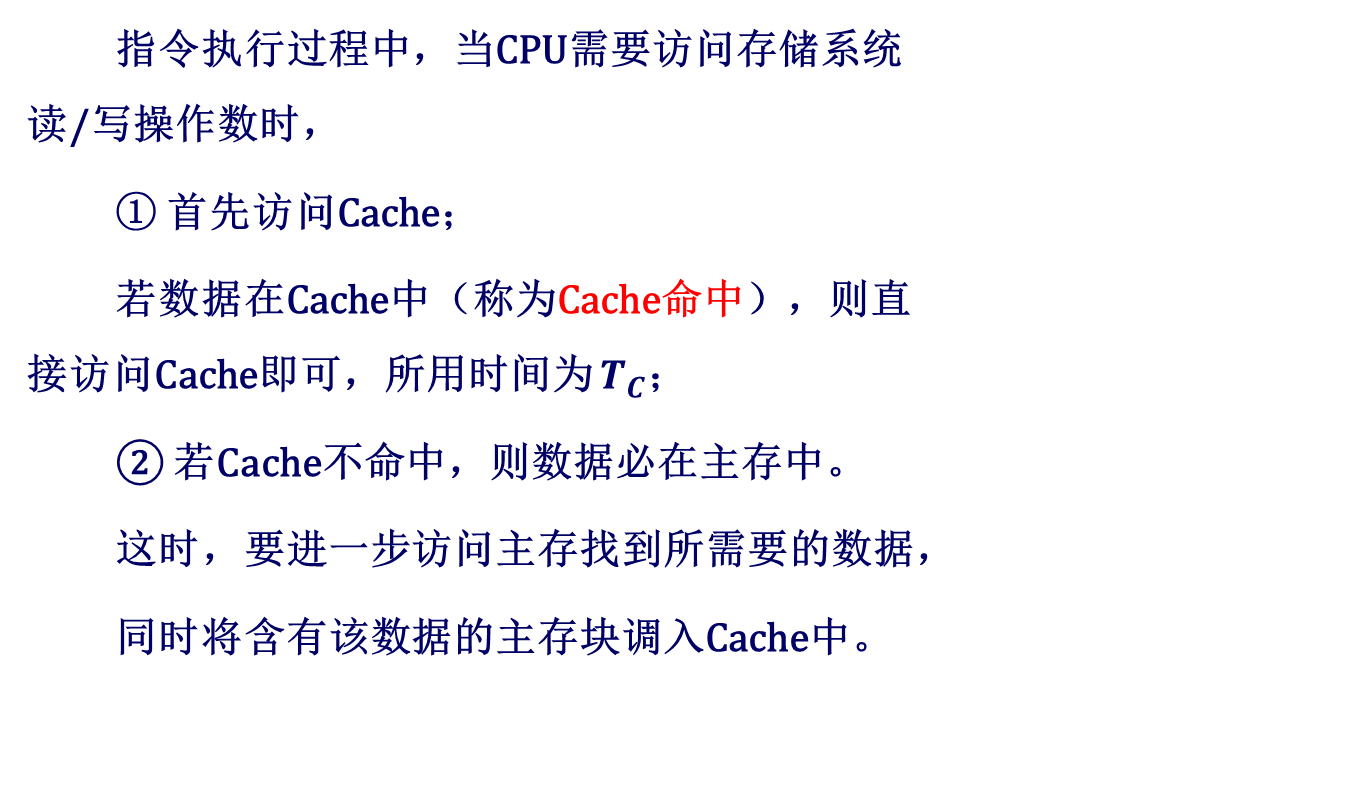 指令执行过程中，当CPU需要访问存储系统
读/写操作数时，
① 首先访问Cache；
若数据在Cache中（称为Cache命中），则直
接访问Cache即可，所用时间为T_C；
② 若Cache不命中，则数据必在主存中。
这时，要进一步访问主存找到所需要的数据，
同时将含有该数据的主存块调入Cache中。